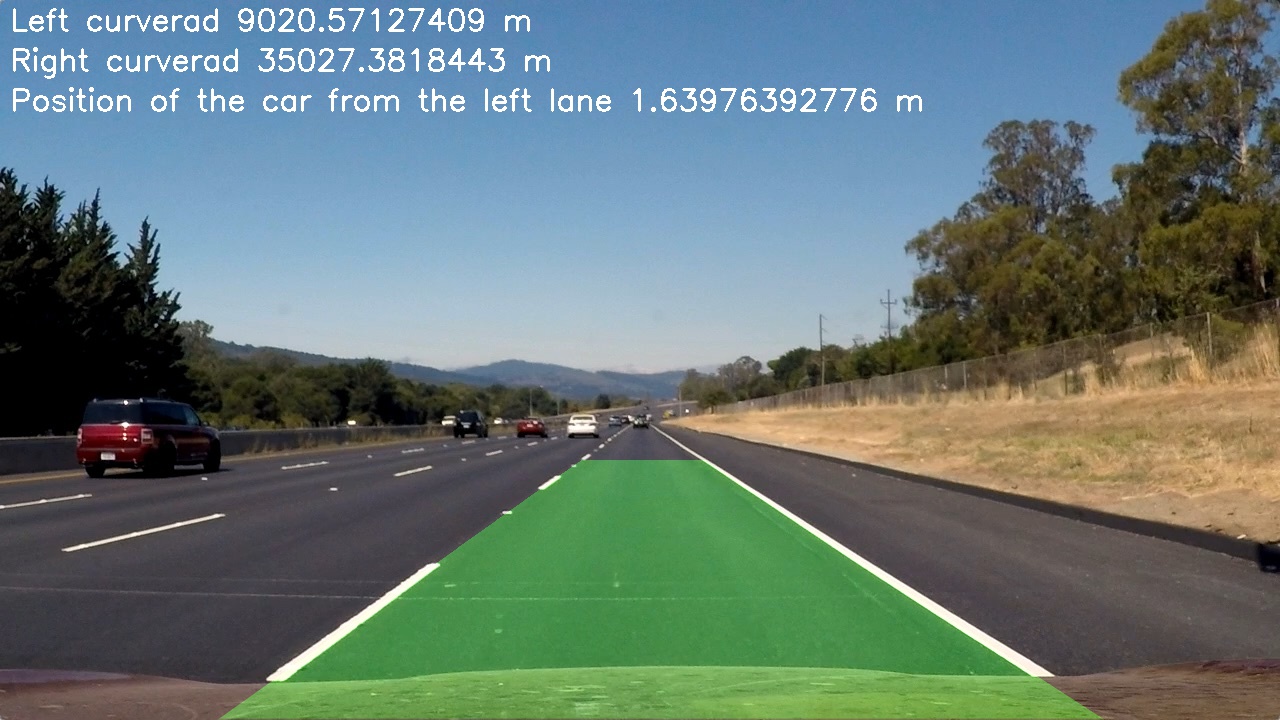 Left curverad 9020.57127409 m
Right curverad 35027.3818443 m
Position of the car from the left lane 1.63976392776 m